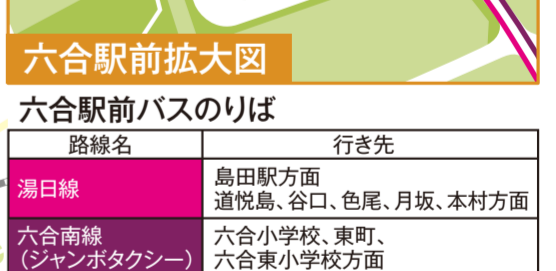 六合駅前拡大図
六合駅前バスのりば
路線名 行き先
湯日線 島田駅方面
道悦島、谷口、色尾、月坂、本村方面
六合南線 六合小学校、東町、
（ジャンボタクシー） 六合東小学校方面